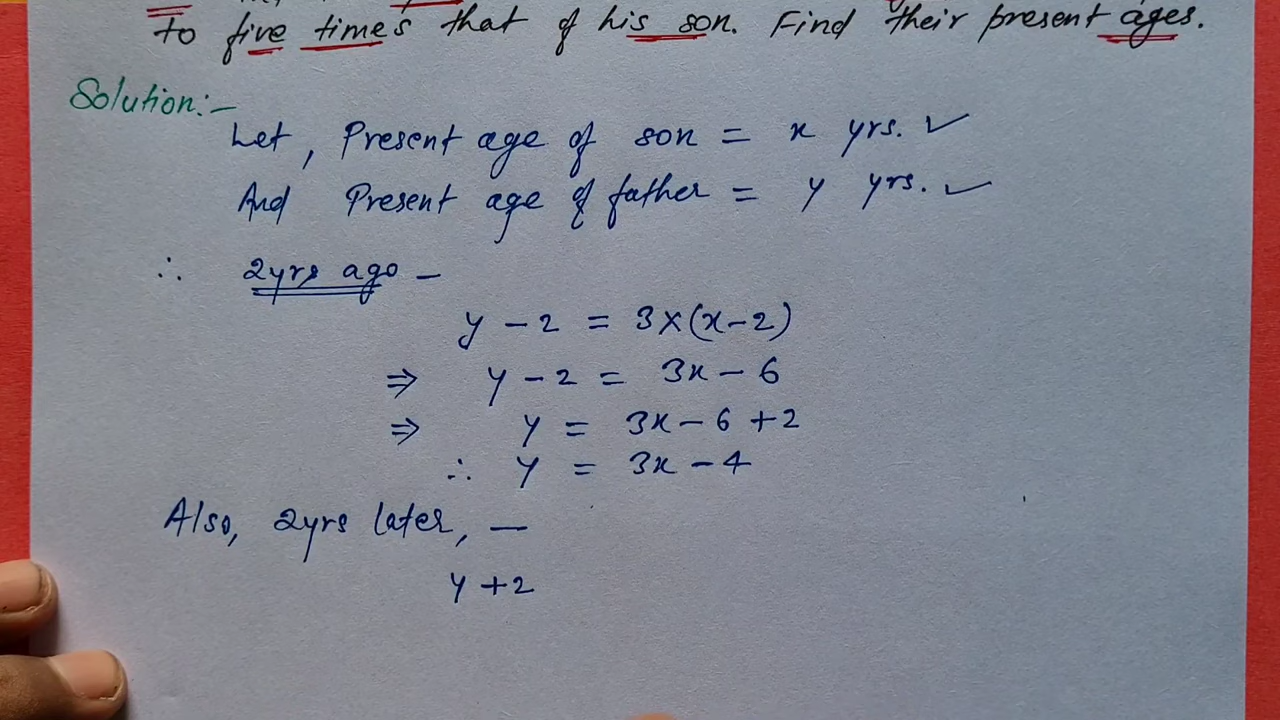 to five times that of his son. Find their present ages.
Solution:-
Let, Present age of son = x yrs. ✓
And Present age of father = y yrs. ✓
∴ 2yrs ago -
y - 2 = 3×(x-2)
⇒ y - 2 = 3x - 6
⇒ y = 3x - 6 + 2
∴ y = 3x - 4
Also, 2yrs later, —
y + 2